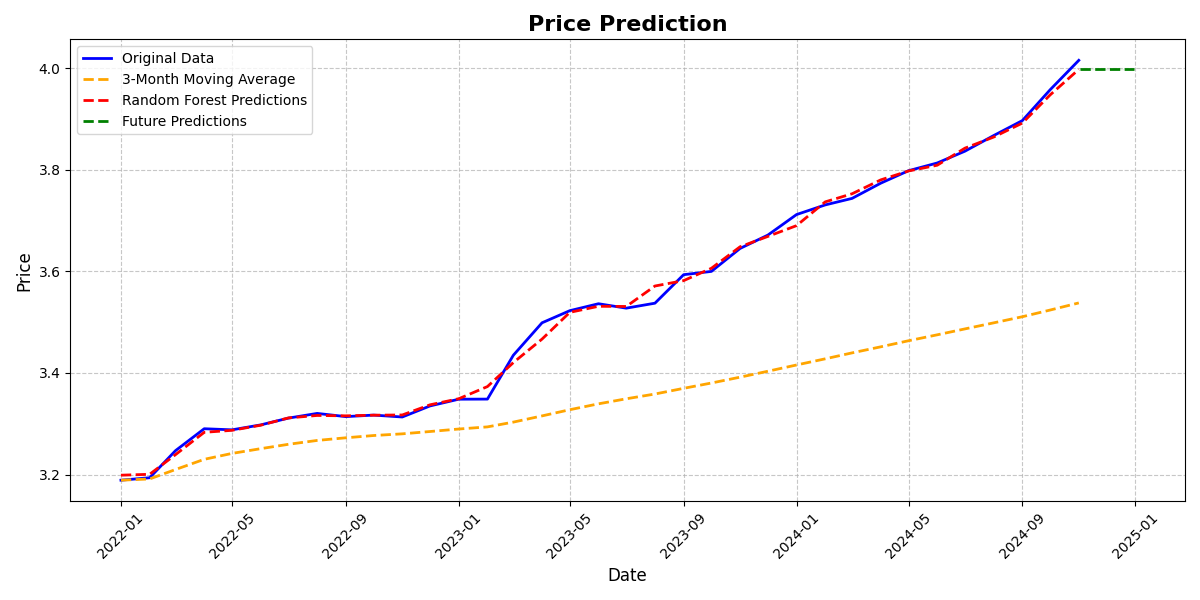 Price Prediction
Original Data
3-Month Moving Average
Random Forest Predictions
Future Predictions
4.0
3.8
3.6
3.4
3.2
Price
2022-01
2022-05
2022-09
2023-01
2023-05
2023-09
2024-01
2024-05
2024-09
2025-01
Date